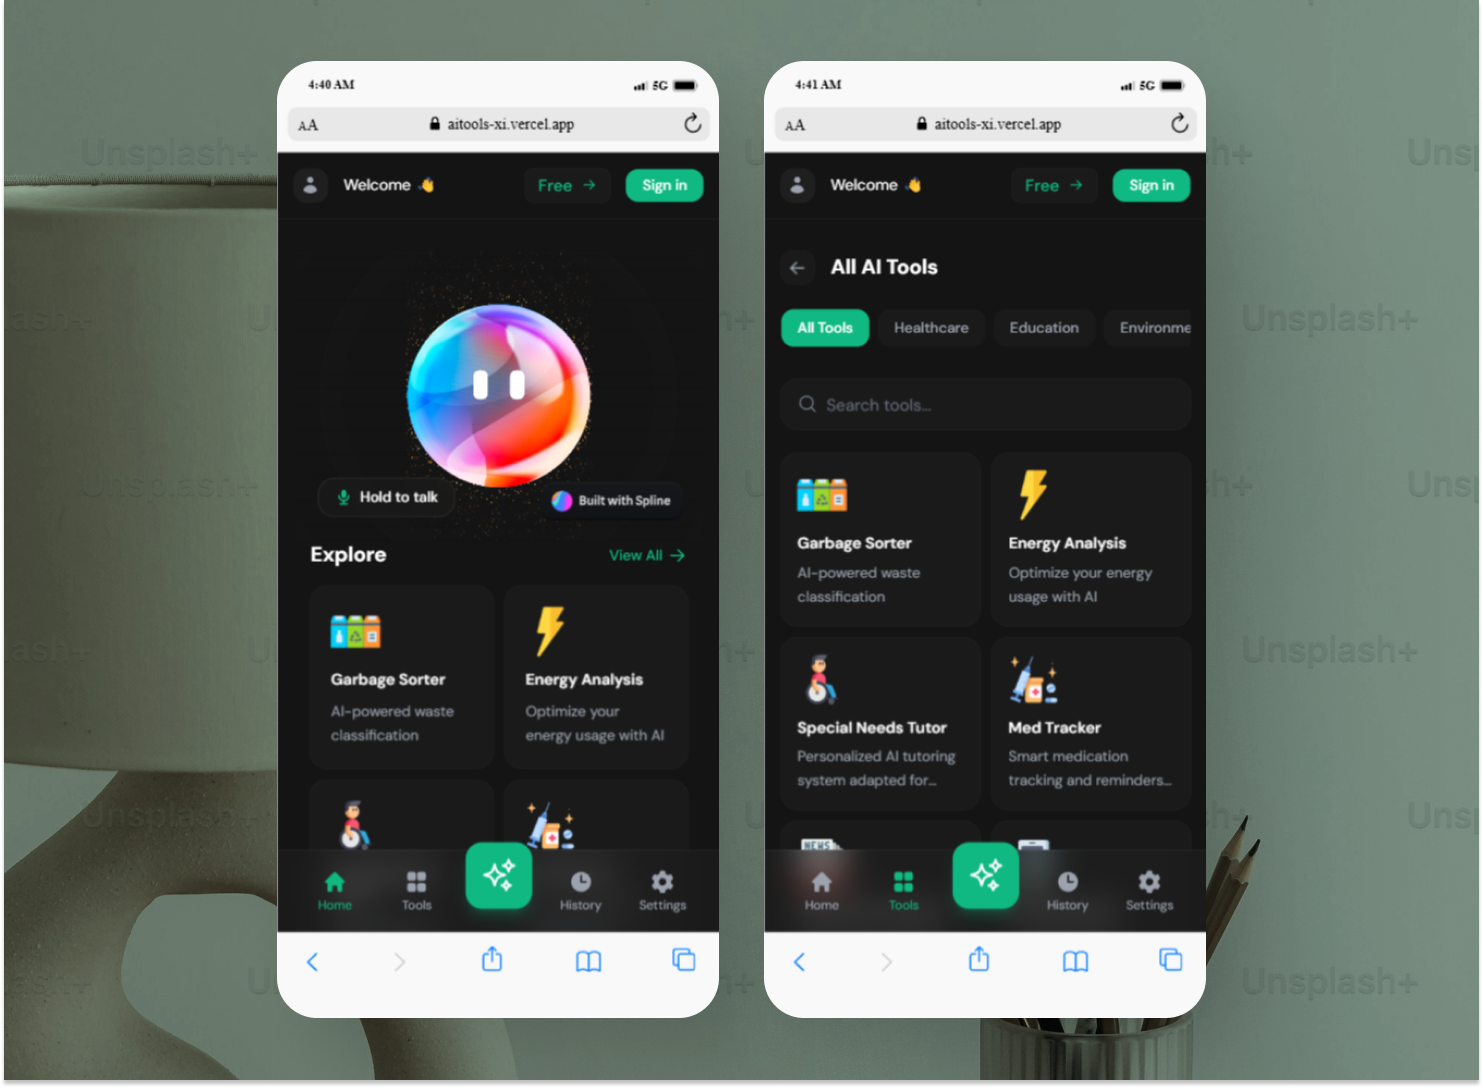 4:40 AM
5G
AA
aitools-xi.vercel.app
Welcome 👋
Free →
Sign in
Hold to talk
Built with Spline
Explore
View All →
Garbage Sorter
AI-powered waste
classification
Energy Analysis
Optimize your
energy usage with AI
Home
Tools
History
Settings
4:41 AM
5G
AA
aitools-xi.vercel.app
Welcome 👋
Free →
Sign in
All AI Tools
All Tools
Healthcare
Education
Environme
Search tools...
Garbage Sorter
AI-powered waste
classification
Energy Analysis
Optimize your energy
usage with AI
Special Needs Tutor
Personalized AI tutoring
system adapted for...
Med Tracker
Smart medication
tracking and reminders...
NEWS
Home
Tools
History
Settings
Unsplash+
Unsplash+
Unsplash+
Unsplash+
Unsplash+
Unsplash+